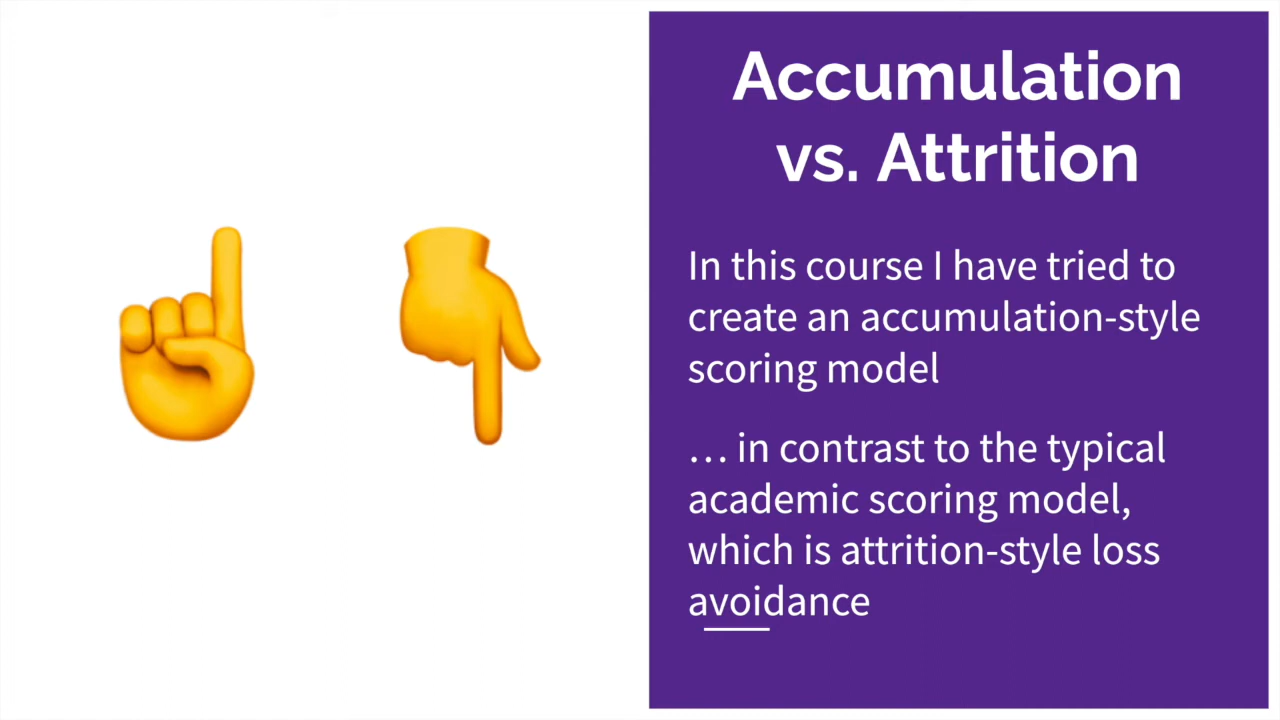 Accumulation
vs. Attrition
In this course I have tried to
create an accumulation-style
scoring model
… in contrast to the typical
academic scoring model,
which is attrition-style loss
avoidance